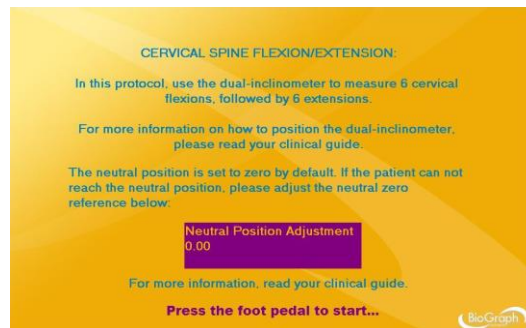 CERVICAL SPINE FLEXION/EXTENSION:
In this protocol, use the dual-inclinometer to measure 6 cervical
flexions, followed by 6 extensions.
For more information on how to position the dual-inclinometer,
please read your clinical guide.
The neutral position is set to zero by default. If the patient can not
reach the neutral position, please adjust the neutral zero
reference below:
Neutral Position Adjustment
0.00
For more information, read your clinical guide.
Press the foot pedal to start...
BioGraph